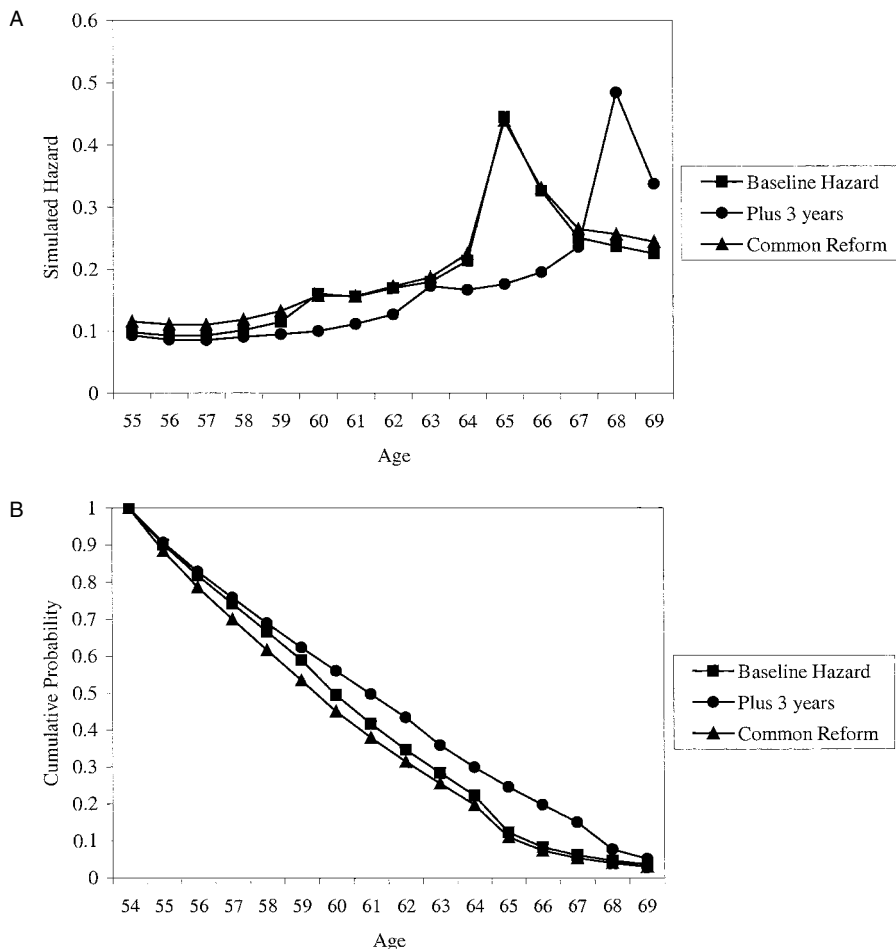 A
0.6
0.5
0.4
0.3
0.2
0.1
0
Simulated Hazard
55 56 57 58 59 60 61 62 63 64 65 66 67 68 69
Age
Baseline Hazard
Plus 3 years
Common Reform
B
1
0.9
0.8
0.7
0.6
0.5
0.4
0.3
0.2
0.1
0
Cumulative Probability
54 55 56 57 58 59 60 61 62 63 64 65 66 67 68 69
Age
Baseline Hazard
Plus 3 years
Common Reform